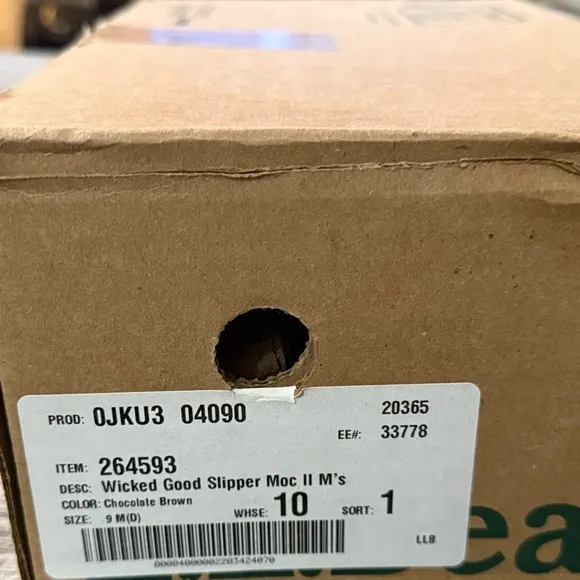 PROD: 0JKU3 04090 20365
EE#: 33778
ITEM: 264593
DESC: Wicked Good Slipper Moc II M's
COLOR: Chocolate Brown
SIZE: 9 M(D) WHSE: 10 SORT: 1
LLB
00004000002203424070